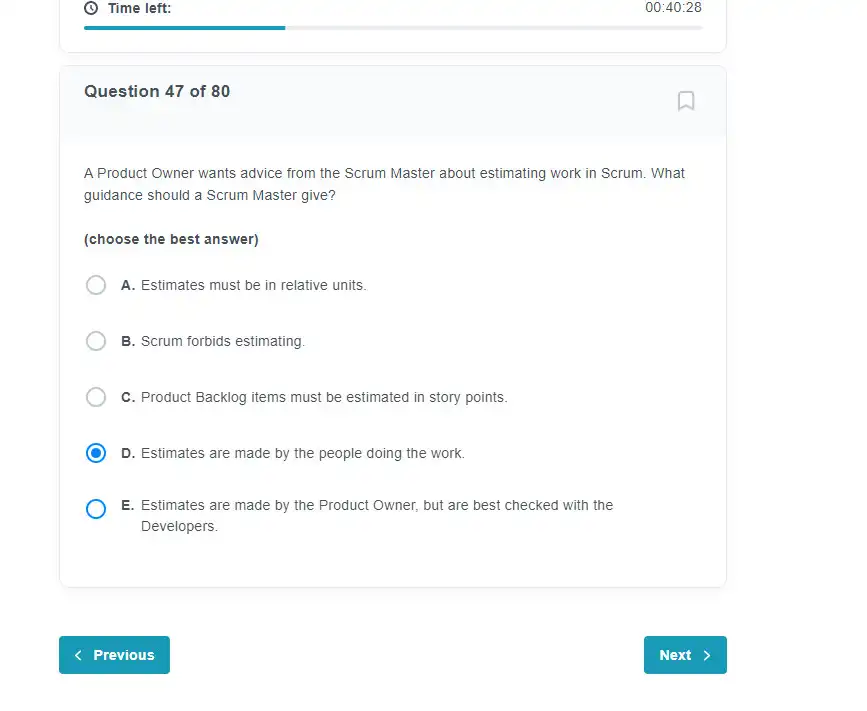 Time left: 00:40:28
Question 47 of 80
A Product Owner wants advice from the Scrum Master about estimating work in Scrum. What
guidance should a Scrum Master give?
(choose the best answer)
A. Estimates must be in relative units.
B. Scrum forbids estimating.
C. Product Backlog items must be estimated in story points.
D. Estimates are made by the people doing the work.
E. Estimates are made by the Product Owner, but are best checked with the
Developers.
Previous Next